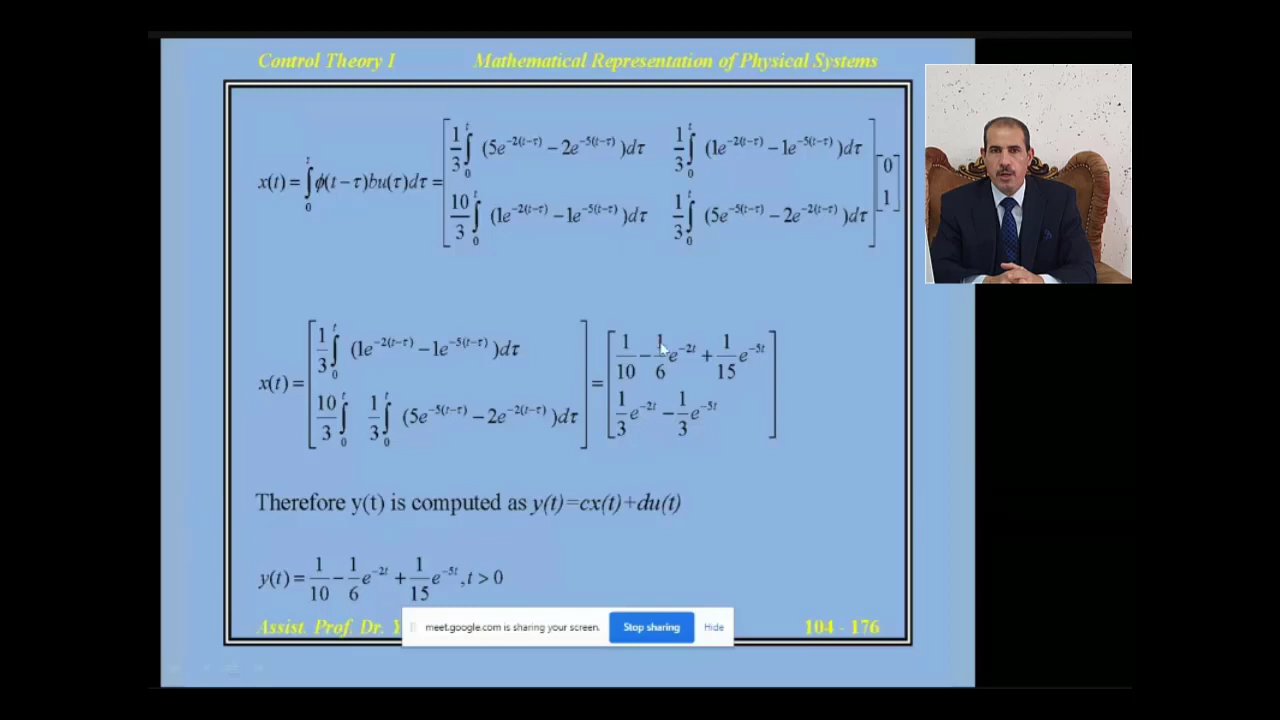 Control Theory I Mathematical Representation of Physical Systems
x(t) = ∫₀ᵗ ϕ(t−τ)bu(τ)dτ = [ 1/3 ∫₀ᵗ (5e^{−2(t−τ)} − 2e^{−5(t−τ)})dτ 1/3 ∫₀ᵗ (1e^{−2(t−τ)} − 1e^{−5(t−τ)})dτ
10/3 ∫₀ᵗ (1e^{−2(t−τ)} − 1e^{−5(t−τ)})dτ 1/3 ∫₀ᵗ (5e^{−5(t−τ)} − 2e^{−2(t−τ)})dτ ] [0 1]
x(t) = [ 1/3 ∫₀ᵗ (1e^{−2(t−τ)} − 1e^{−5(t−τ)})dτ
10/3 ∫₀ᵗ 1/3 ∫₀ᵗ (5e^{−5(t−τ)} − 2e^{−2(t−τ)})dτ ] = [ 1/10 − 1/6 e^{−2t} + 1/15 e^{−5t}
1/3 e^{−2t} − 1/3 e^{−5t} ]
Therefore y(t) is computed as y(t)=cx(t)+du(t)
y(t) = 1/10 − 1/6 e^{−2t} + 1/15 e^{−5t}, t > 0
Assist. Prof. Dr. Y 104 - 176
meet.google.com is sharing your screen. Stop sharing Hide